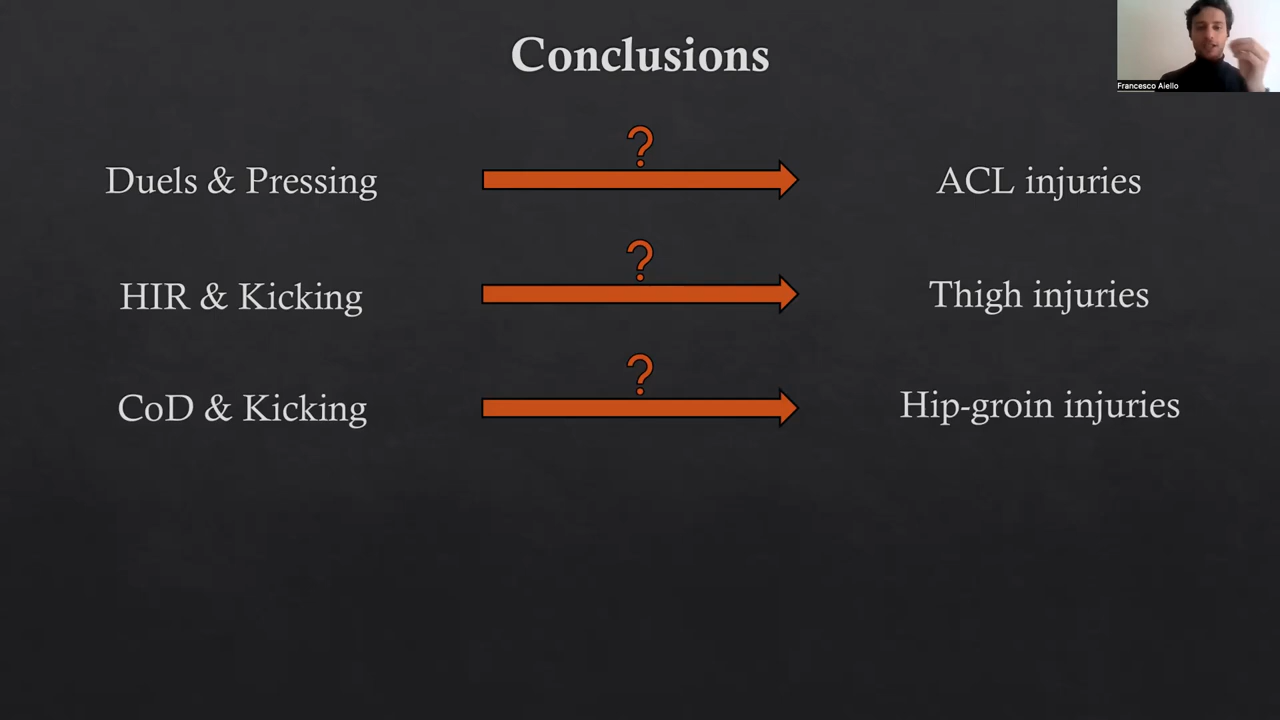 Conclusions
Francesco Aiello
?
Duels & Pressing
ACL injuries
?
HIR & Kicking
Thigh injuries
?
CoD & Kicking
Hip-groin injuries